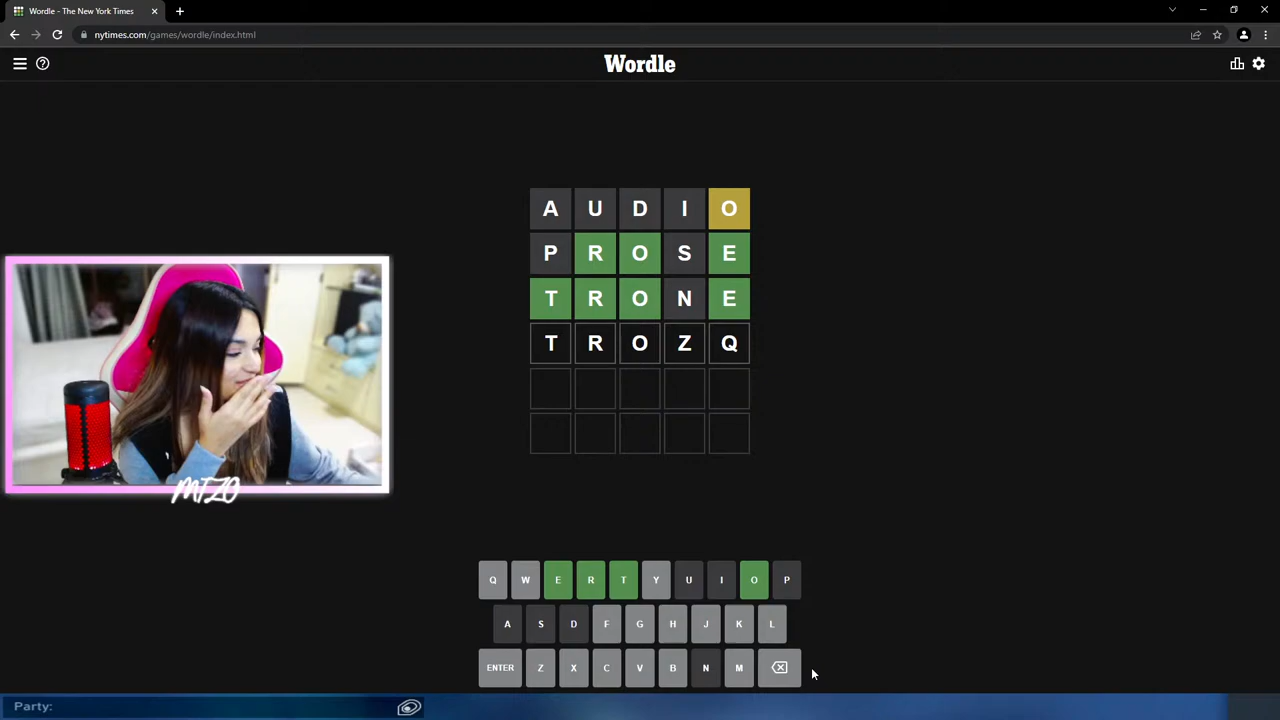 Wordle - The New York Times
nytimes.com/games/wordle/index.html
Wordle
A U D I O
P R O S E
T R O N E
T R O Z Q
MIZO
Q W E R T Y U I O P
A S D F G H J K L
ENTER Z X C V B N M
Party: